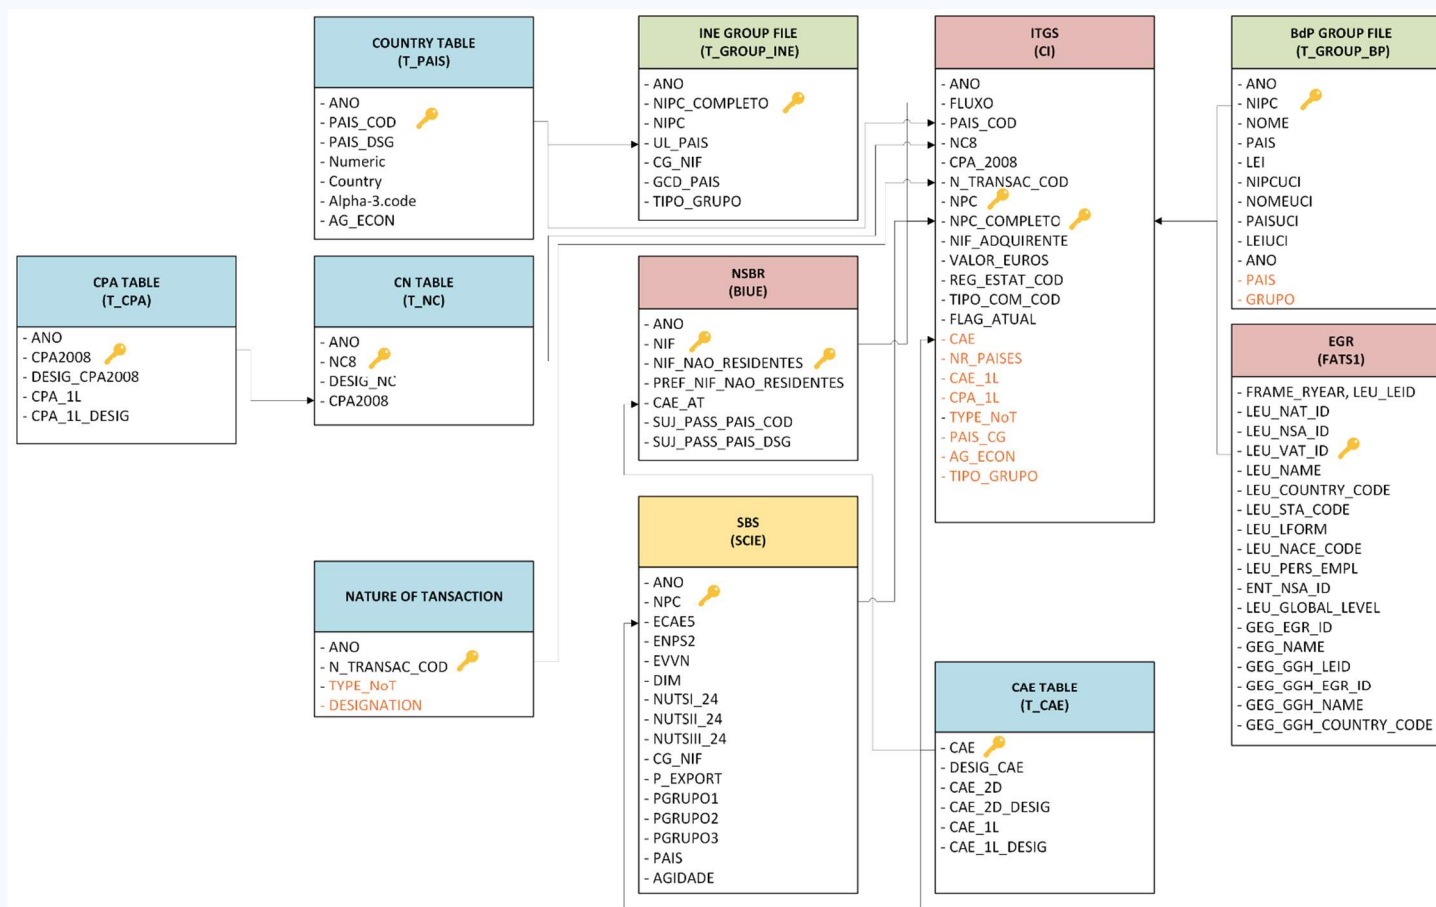 COUNTRY TABLE
(T_PAIS)
- ANO
- PAIS_COD
- PAIS_DSG
- Numeric
- Country
- Alpha-3.code
- AG_ECON
INE GROUP FILE
(T_GROUP_INE)
- ANO
- NIPC_COMPLETO
- NIPC
- UL_PAIS
- CG_NIF
- GCD_PAIS
- TIPO_GRUPO
ITGS
(CI)
- ANO
- FLUXO
- PAIS_COD
- NC8
- CPA_2008
- N_TRANSAC_COD
- NPC
- NPC_COMPLETO
- NIF_ADQUIRENTE
- VALOR_EUROS
- REG_ESTAT_COD
- TIPO_COM_COD
- FLAG_ATUAL
- CAE
- NR_PAISES
- CAE_1L
- CPA_1L
- TYPE_NoT
- PAIS_CG
- AG_ECON
- TIPO_GRUPO
BdP GROUP FILE
(T_GROUP_BP)
- ANO
- NIPC
- NOME
- PAIS
- LEI
- NIPCUCI
- NOMEUCI
- PAISUCI
- LEIUCI
- ANO
- PAIS
- GRUPO
CPA TABLE
(T_CPA)
- ANO
- CPA2008
- DESIG_CPA2008
- CPA_1L
- CPA_1L_DESIG
CN TABLE
(T_NC)
- ANO
- NC8
- DESIG_NC
- CPA2008
NSBR
(BIUE)
- ANO
- NIF
- NIF_NAO_RESIDENTES
- PREF_NIF_NAO_RESIDENTES
- CAE_AT
- SUJ_PASS_PAIS_COD
- SUJ_PASS_PAIS_DSG
EGR
(FATS1)
- FRAME_RYEAR, LEU_LEID
- LEU_NAT_ID
- LEU_NSA_ID
- LEU_VAT_ID
- LEU_NAME
- LEU_COUNTRY_CODE
- LEU_STA_CODE
- LEU_LFORM
- LEU_NACE_CODE
- LEU_PERS_EMPL
- ENT_NSA_ID
- LEU_GLOBAL_LEVEL
- GEG_EGR_ID
- GEG_NAME
- GEG_GGH_LEID
- GEG_GGH_EGR_ID
- GEG_GGH_NAME
- GEG_GGH_COUNTRY_CODE
NATURE OF TANSACTION
- ANO
- N_TRANSAC_COD
- TYPE_NoT
- DESIGNATION
SBS
(SCIE)
- ANO
- NPC
- ECAE5
- ENPS2
- EVVN
- DIM
- NUTSI_24
- NUTSII_24
- NUTSIII_24
- CG_NIF
- P_EXPORT
- PGRUPO1
- PGRUPO2
- PGRUPO3
- PAIS
- AGIDADE
CAE TABLE
(T_CAE)
- CAE
- DESIG_CAE
- CAE_2D
- CAE_2D_DESIG
- CAE_1L
- CAE_1L_DESIG